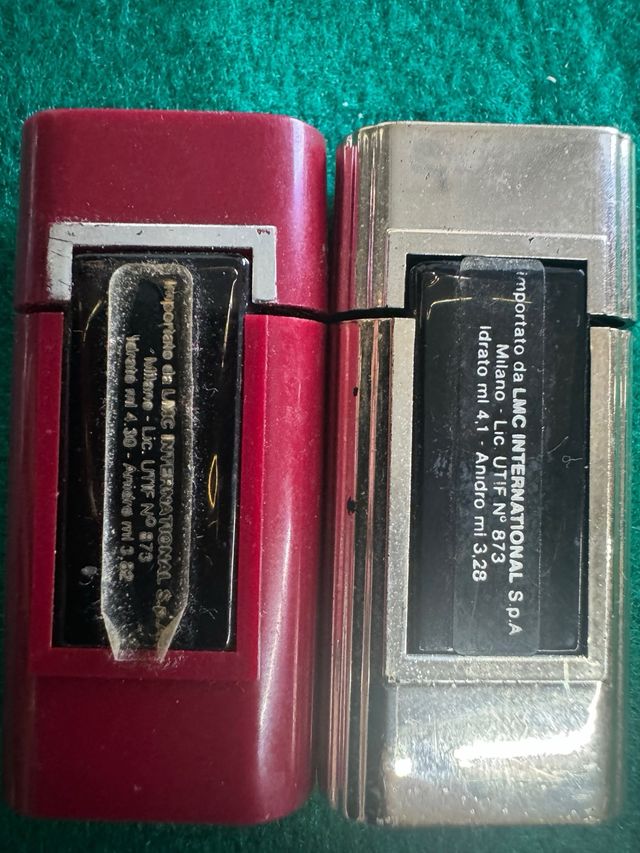 Importato da LMC INTERNATIONAL S.p.A
Milano - Lic. UTIF N° 873
Idrato ml 4,30 - Anidro ml 3,82
Importato da LMC INTERNATIONAL S.p.A
Milano - Lic. UTIF N° 873
Idrato ml 4,1 - Anidro ml 3,28